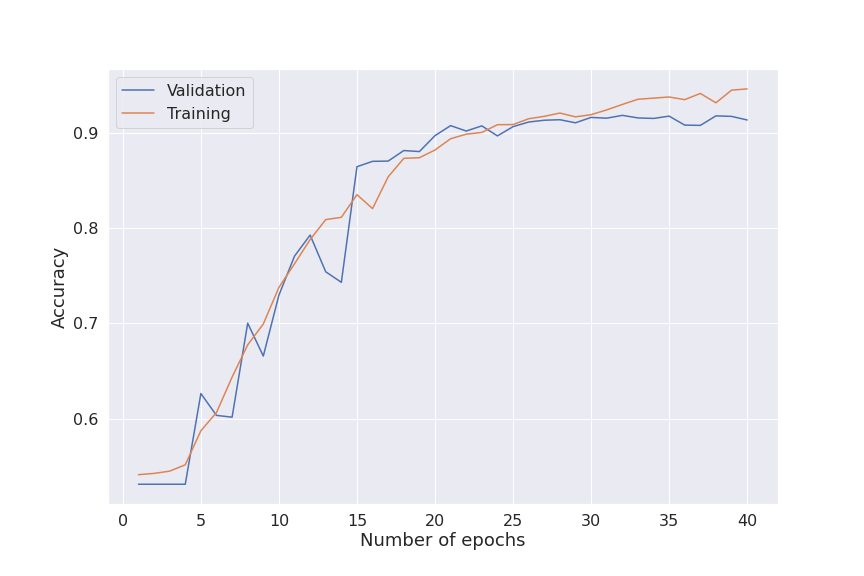 Validation
Training
0.9
0.8
0.7
0.6
Accuracy
0 5 10 15 20 25 30 35 40
Number of epochs